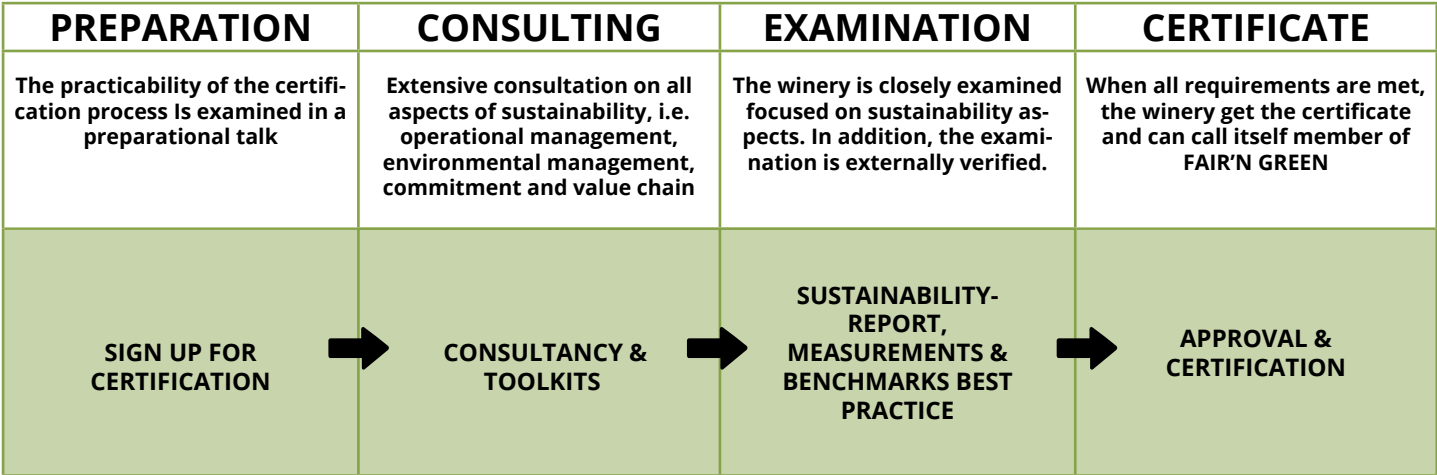 PREPARATION
CONSULTING
EXAMINATION
CERTIFICATE
The practicability of the certifi-
cation process Is examined in a
preparational talk
Extensive consultation on all
aspects of sustainability, i.e.
operational management,
environmental management,
commitment and value chain
The winery is closely examined
focused on sustainability as-
pects. In addition, the exami-
nation is externally verified.
When all requirements are met,
the winery get the certificate
and can call itself member of
FAIR’N GREEN
SIGN UP FOR
CERTIFICATION
CONSULTANCY &
TOOLKITS
SUSTAINABILITY-
REPORT,
MEASUREMENTS &
BENCHMARKS BEST
PRACTICE
APPROVAL &
CERTIFICATION